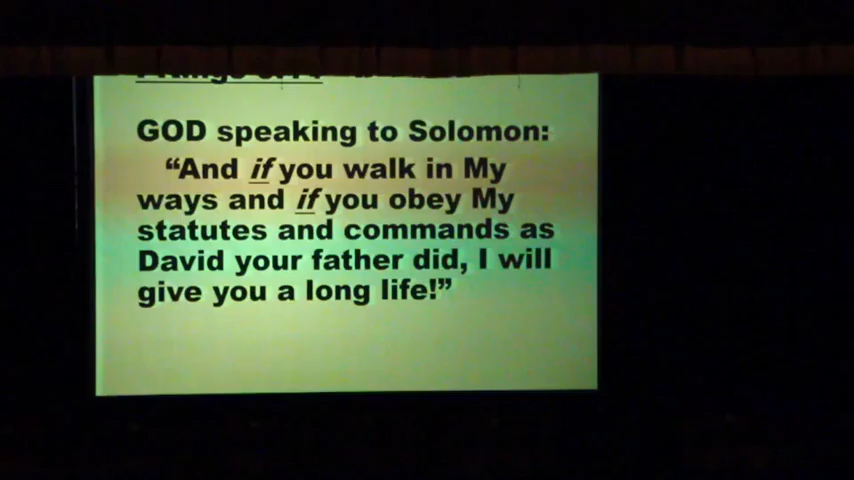 GOD speaking to Solomon:
“And if you walk in My
ways and if you obey My
statutes and commands as
David your father did, I will
give you a long life!”